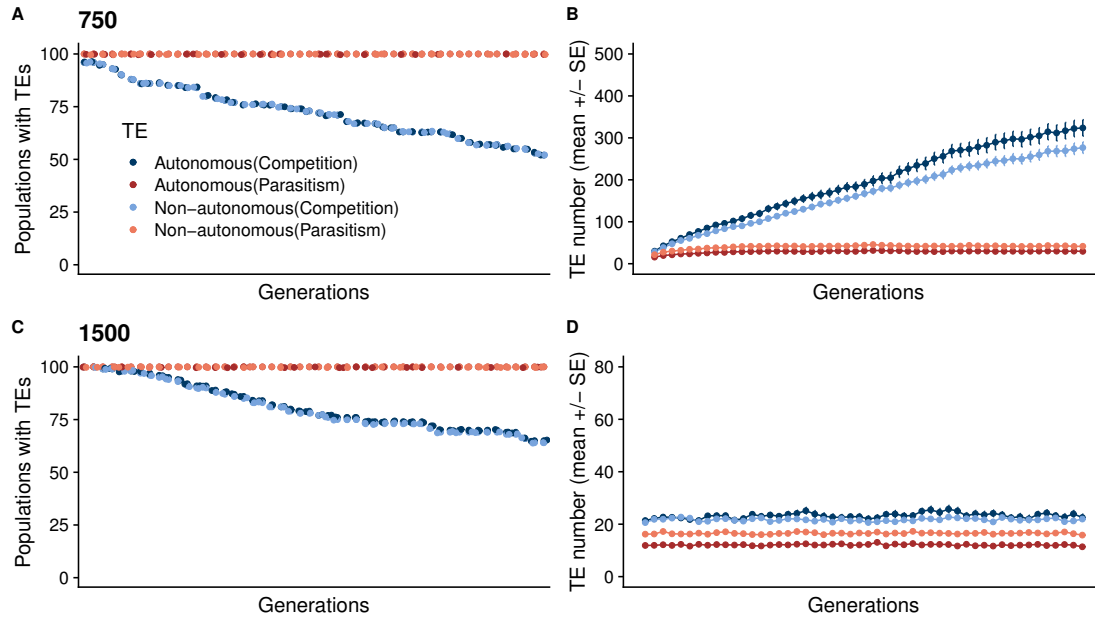 A
750
Populations with TEs
100
75
50
25
0
TE
Autonomous(Competition)
Autonomous(Parasitism)
Non−autonomous(Competition)
Non−autonomous(Parasitism)
Generations
B
TE number (mean +/− SE)
500
400
300
200
100
0
Generations
C
1500
Populations with TEs
100
75
50
25
0
Generations
D
TE number (mean +/− SE)
80
60
40
20
0
Generations